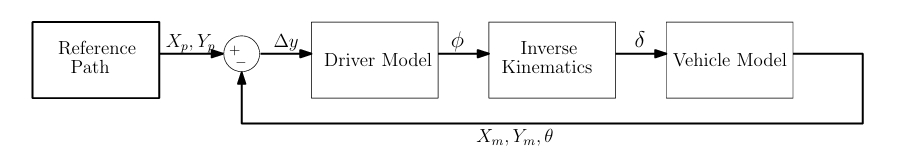 Reference
Path
X_p, Y_p
+
−
Δy
Driver Model
ϕ
Inverse
Kinematics
δ
Vehicle Model
X_m, Y_m, θ